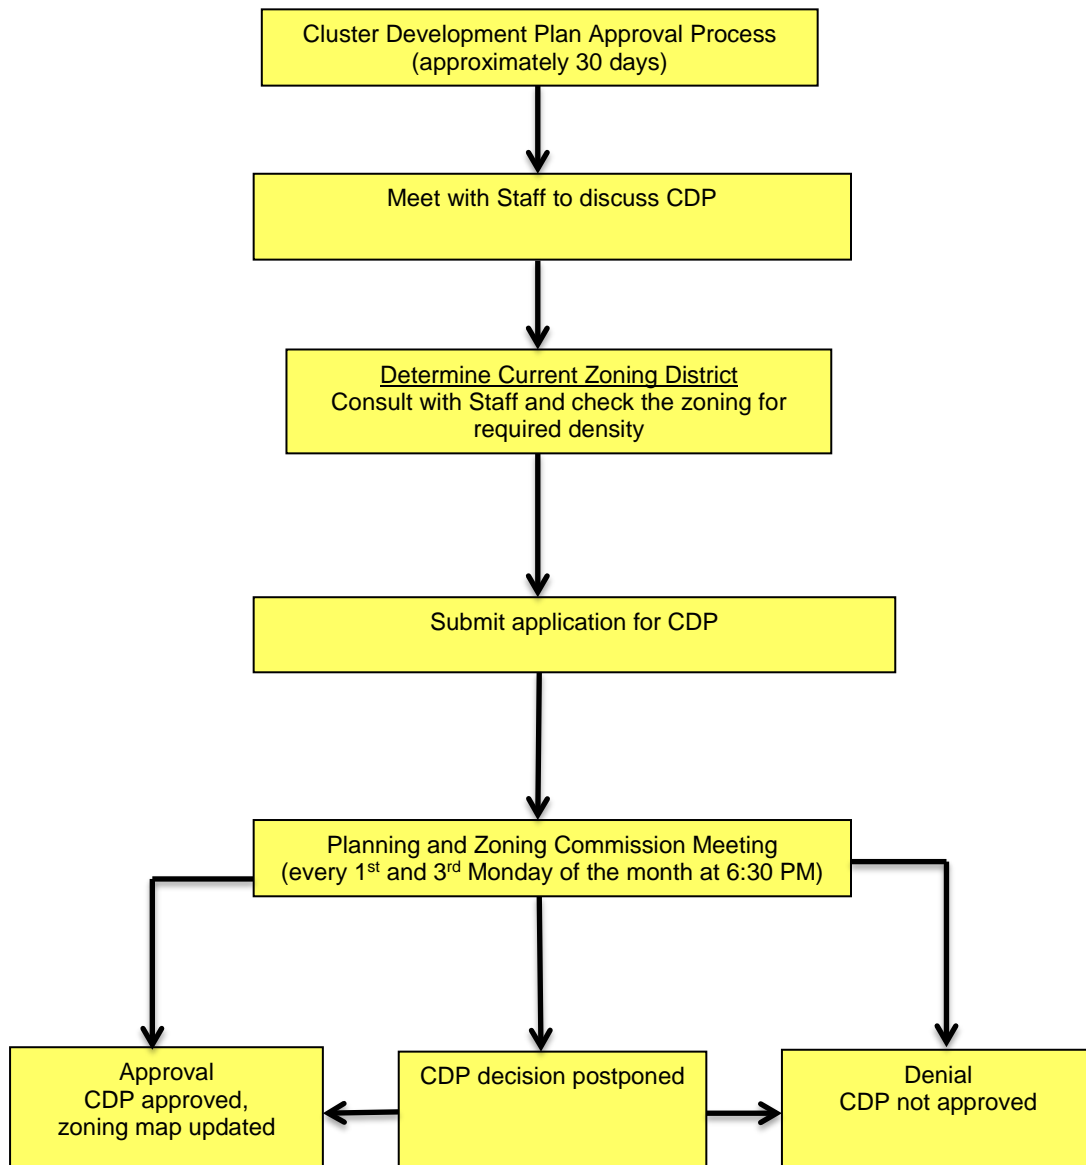 Cluster Development Plan Approval Process
(approximately 30 days)
Meet with Staff to discuss CDP
Determine Current Zoning District
Consult with Staff and check the zoning for
required density
Submit application for CDP
Planning and Zoning Commission Meeting
(every 1st and 3rd Monday of the month at 6:30 PM)
Approval
CDP approved,
zoning map updated
CDP decision postponed
Denial
CDP not approved